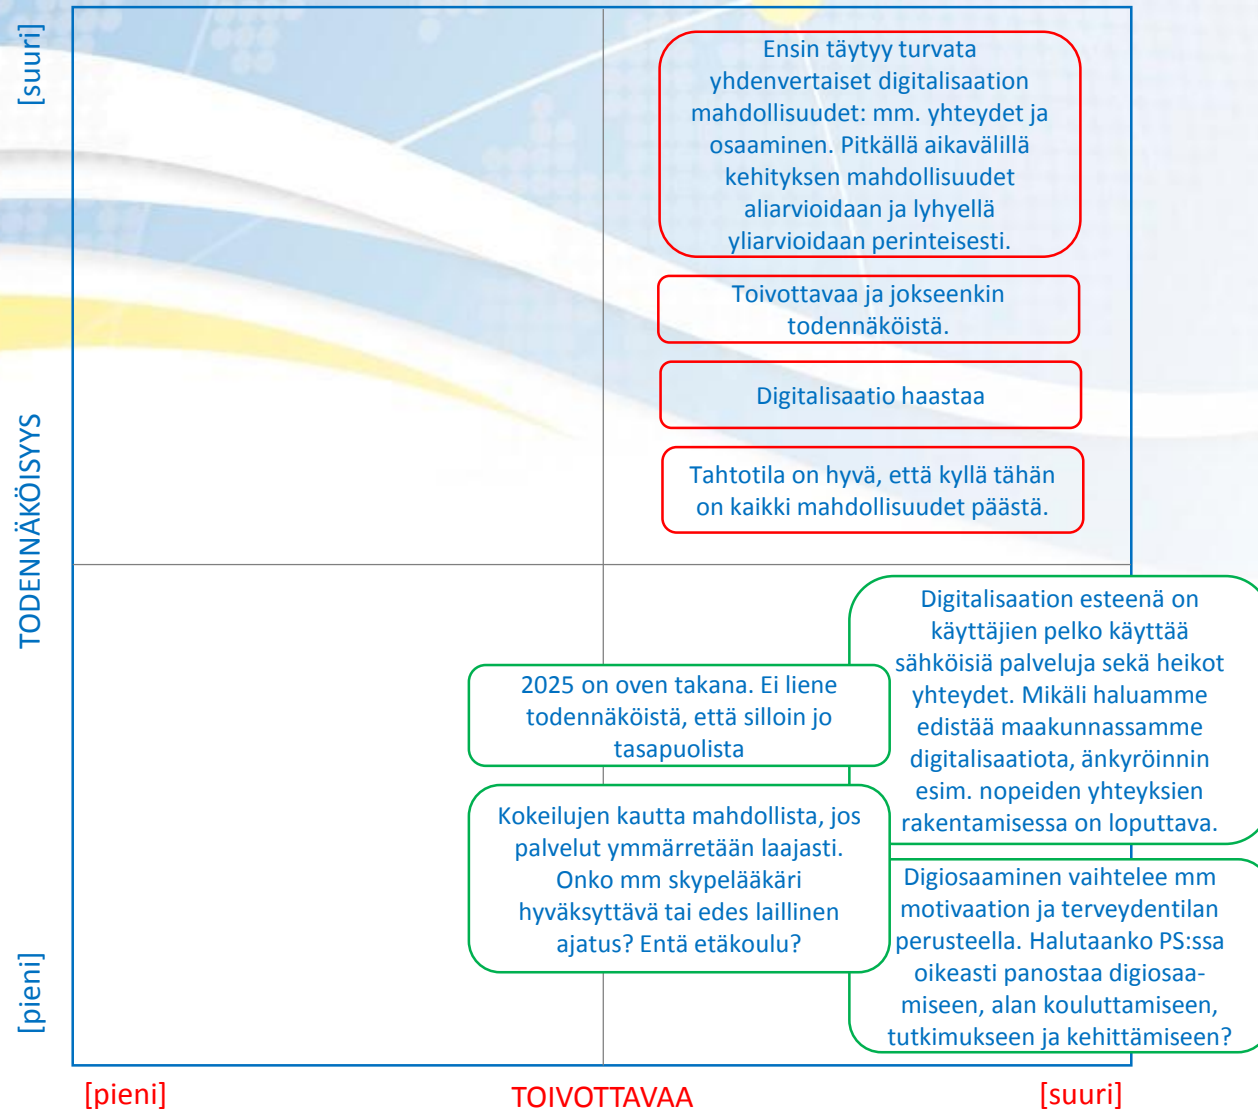 [suuri]
TODENNÄKÖISYYS
[pieni]
Ensin täytyy turvata
yhdenvertaiset digitalisaation
mahdollisuudet: mm. yhteydet ja
osaaminen. Pitkällä aikavälillä
kehityksen mahdollisuudet
aliarvioidaan ja lyhyellä
yliarvioidaan perinteisesti.
Toivottavaa ja jokseenkin
todennäköistä.
Digitalisaatio haastaa
Tahtotila on hyvä, että kyllä tähän
on kaikki mahdollisuudet päästä.
Digitalisaation esteenä on
käyttäjien pelko käyttää
sähköisiä palveluja sekä heikot
yhteydet. Mikäli haluamme
edistää maakunnassamme
digitalisaatiota, änkyröinnin
esim. nopeiden yhteyksien
rakentamisessa on loputtava.
2025 on oven takana. Ei liene
todennäköistä, että silloin jo
tasapuolista
Kokeilujen kautta mahdollista, jos
palvelut ymmärretään laajasti.
Onko mm skypelääkäri
hyväksyttävä tai edes laillinen
ajatus? Entä etäkoulu?
Digiosaaminen vaihtelee mm
motivaation ja terveydentilan
perusteella. Halutaanko PS:ssa
oikeasti panostaa digiosaa-
miseen, alan kouluttamiseen,
tutkimukseen ja kehittämiseen?
[pieni]
TOIVOTTAVAA
[suuri]